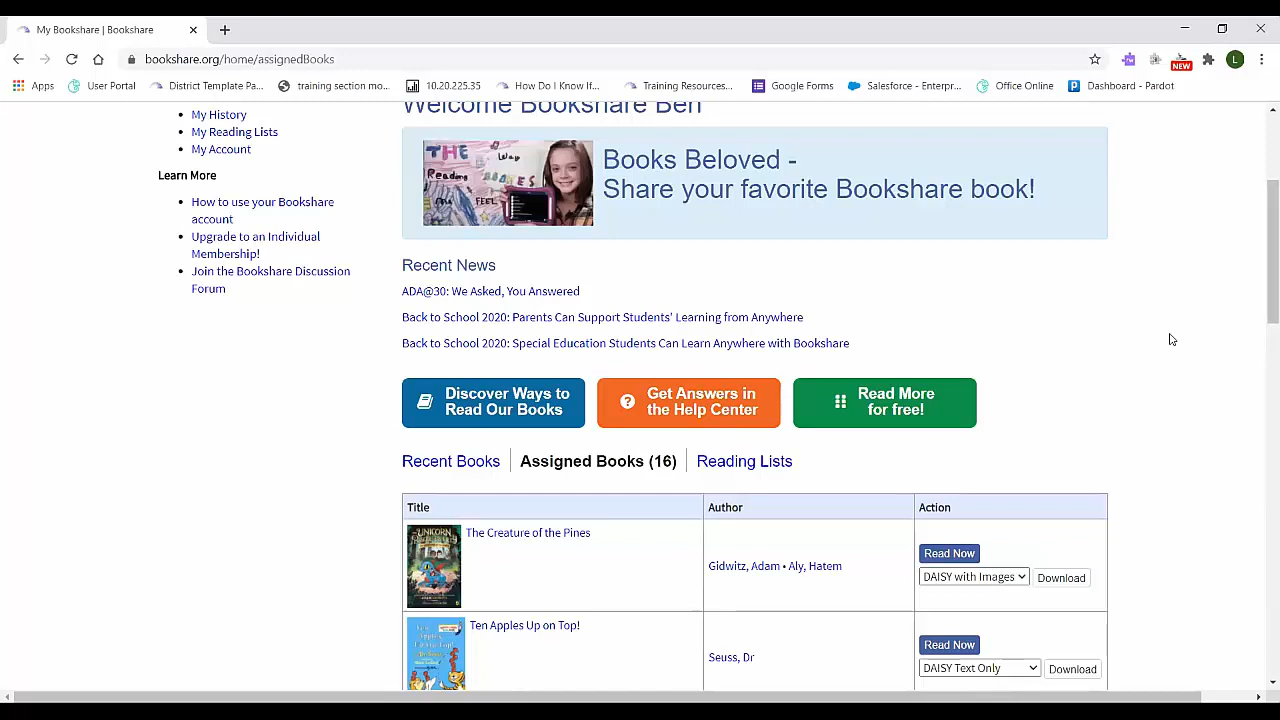 My Bookshare | Bookshare
bookshare.org/home/assignedBooks
NEW
L
Apps
User Portal
District Template Pa...
training section mo...
10.20.225.35
How Do I Know If...
Training Resources...
Google Forms
Salesforce - Enterpr...
Office Online
Dashboard - Pardot
Welcome Bookshare Ben
My History
My Reading Lists
My Account
Learn More
How to use your Bookshare
account
Upgrade to an Individual
Membership!
Join the Bookshare Discussion
Forum
THE
Way
Reading
FEEL
Books Beloved -
Share your favorite Bookshare book!
Recent News
ADA@30: We Asked, You Answered
Back to School 2020: Parents Can Support Students' Learning from Anywhere
Back to School 2020: Special Education Students Can Learn Anywhere with Bookshare
Discover Ways to
Read Our Books
Get Answers in
the Help Center
Read More
for free!
Recent Books
Assigned Books (16)
Reading Lists
Title
Author
Action
UNICORN
The Creature of the Pines
Gidwitz, Adam • Aly, Hatem
Read Now
DAISY with Images
Download
Ten Apples Up on Top!
Seuss, Dr
Read Now
DAISY Text Only
Download